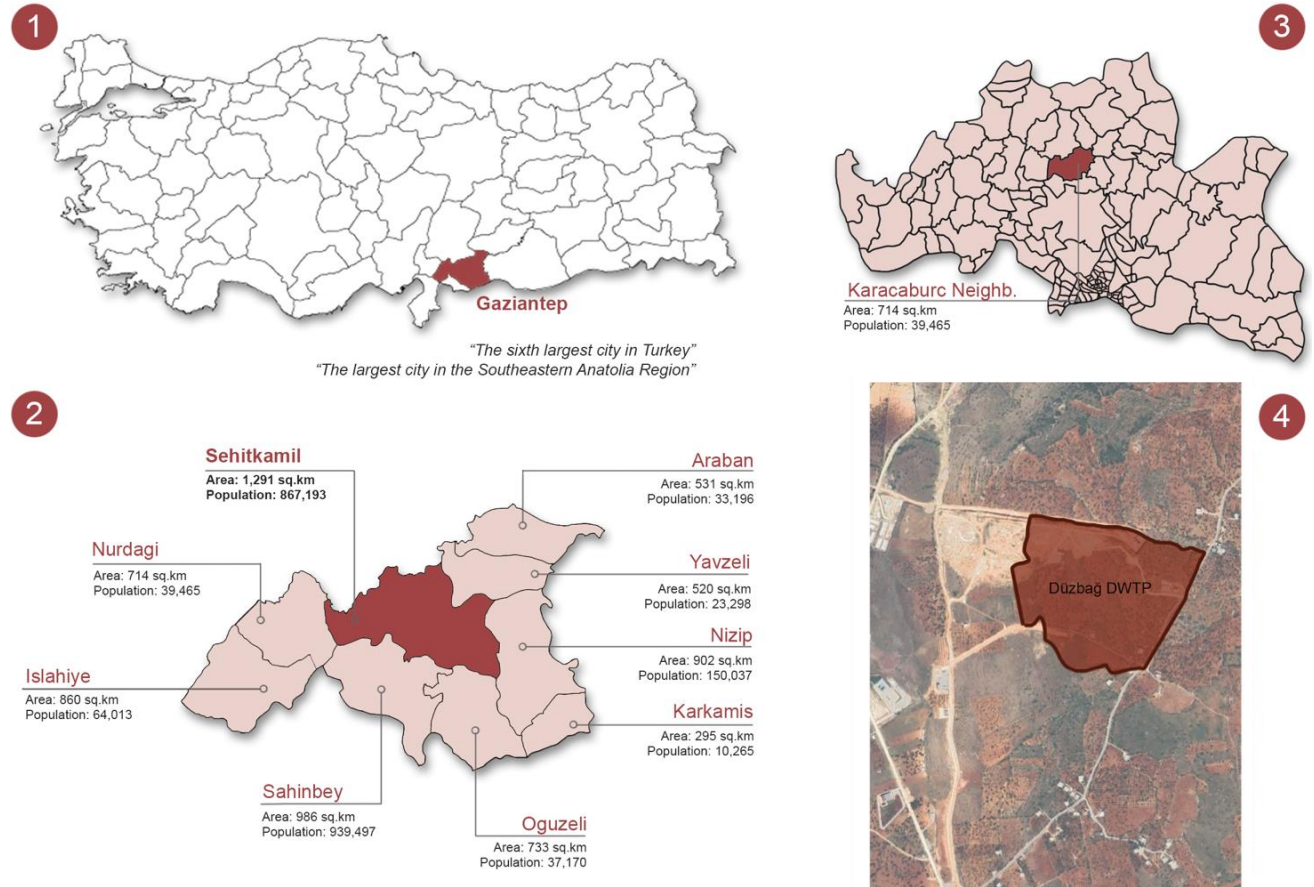 1
Gaziantep
“The sixth largest city in Turkey”
“The largest city in the Southeastern Anatolia Region”
2
Sehitkamil
Area: 1,291 sq.km
Population: 867,193
Araban
Area: 531 sq.km
Population: 33,196
Nurdagi
Area: 714 sq.km
Population: 39,465
Yavzeli
Area: 520 sq.km
Population: 23,298
Nizip
Area: 902 sq.km
Population: 150,037
Islahiye
Area: 860 sq.km
Population: 64,013
Karkamis
Area: 295 sq.km
Population: 10,265
Sahinbey
Area: 986 sq.km
Population: 939,497
Oguzeli
Area: 733 sq.km
Population: 37,170
3
Karacaburc Neighb.
Area: 714 sq.km
Population: 39,465
4
Düzbağ DWTP